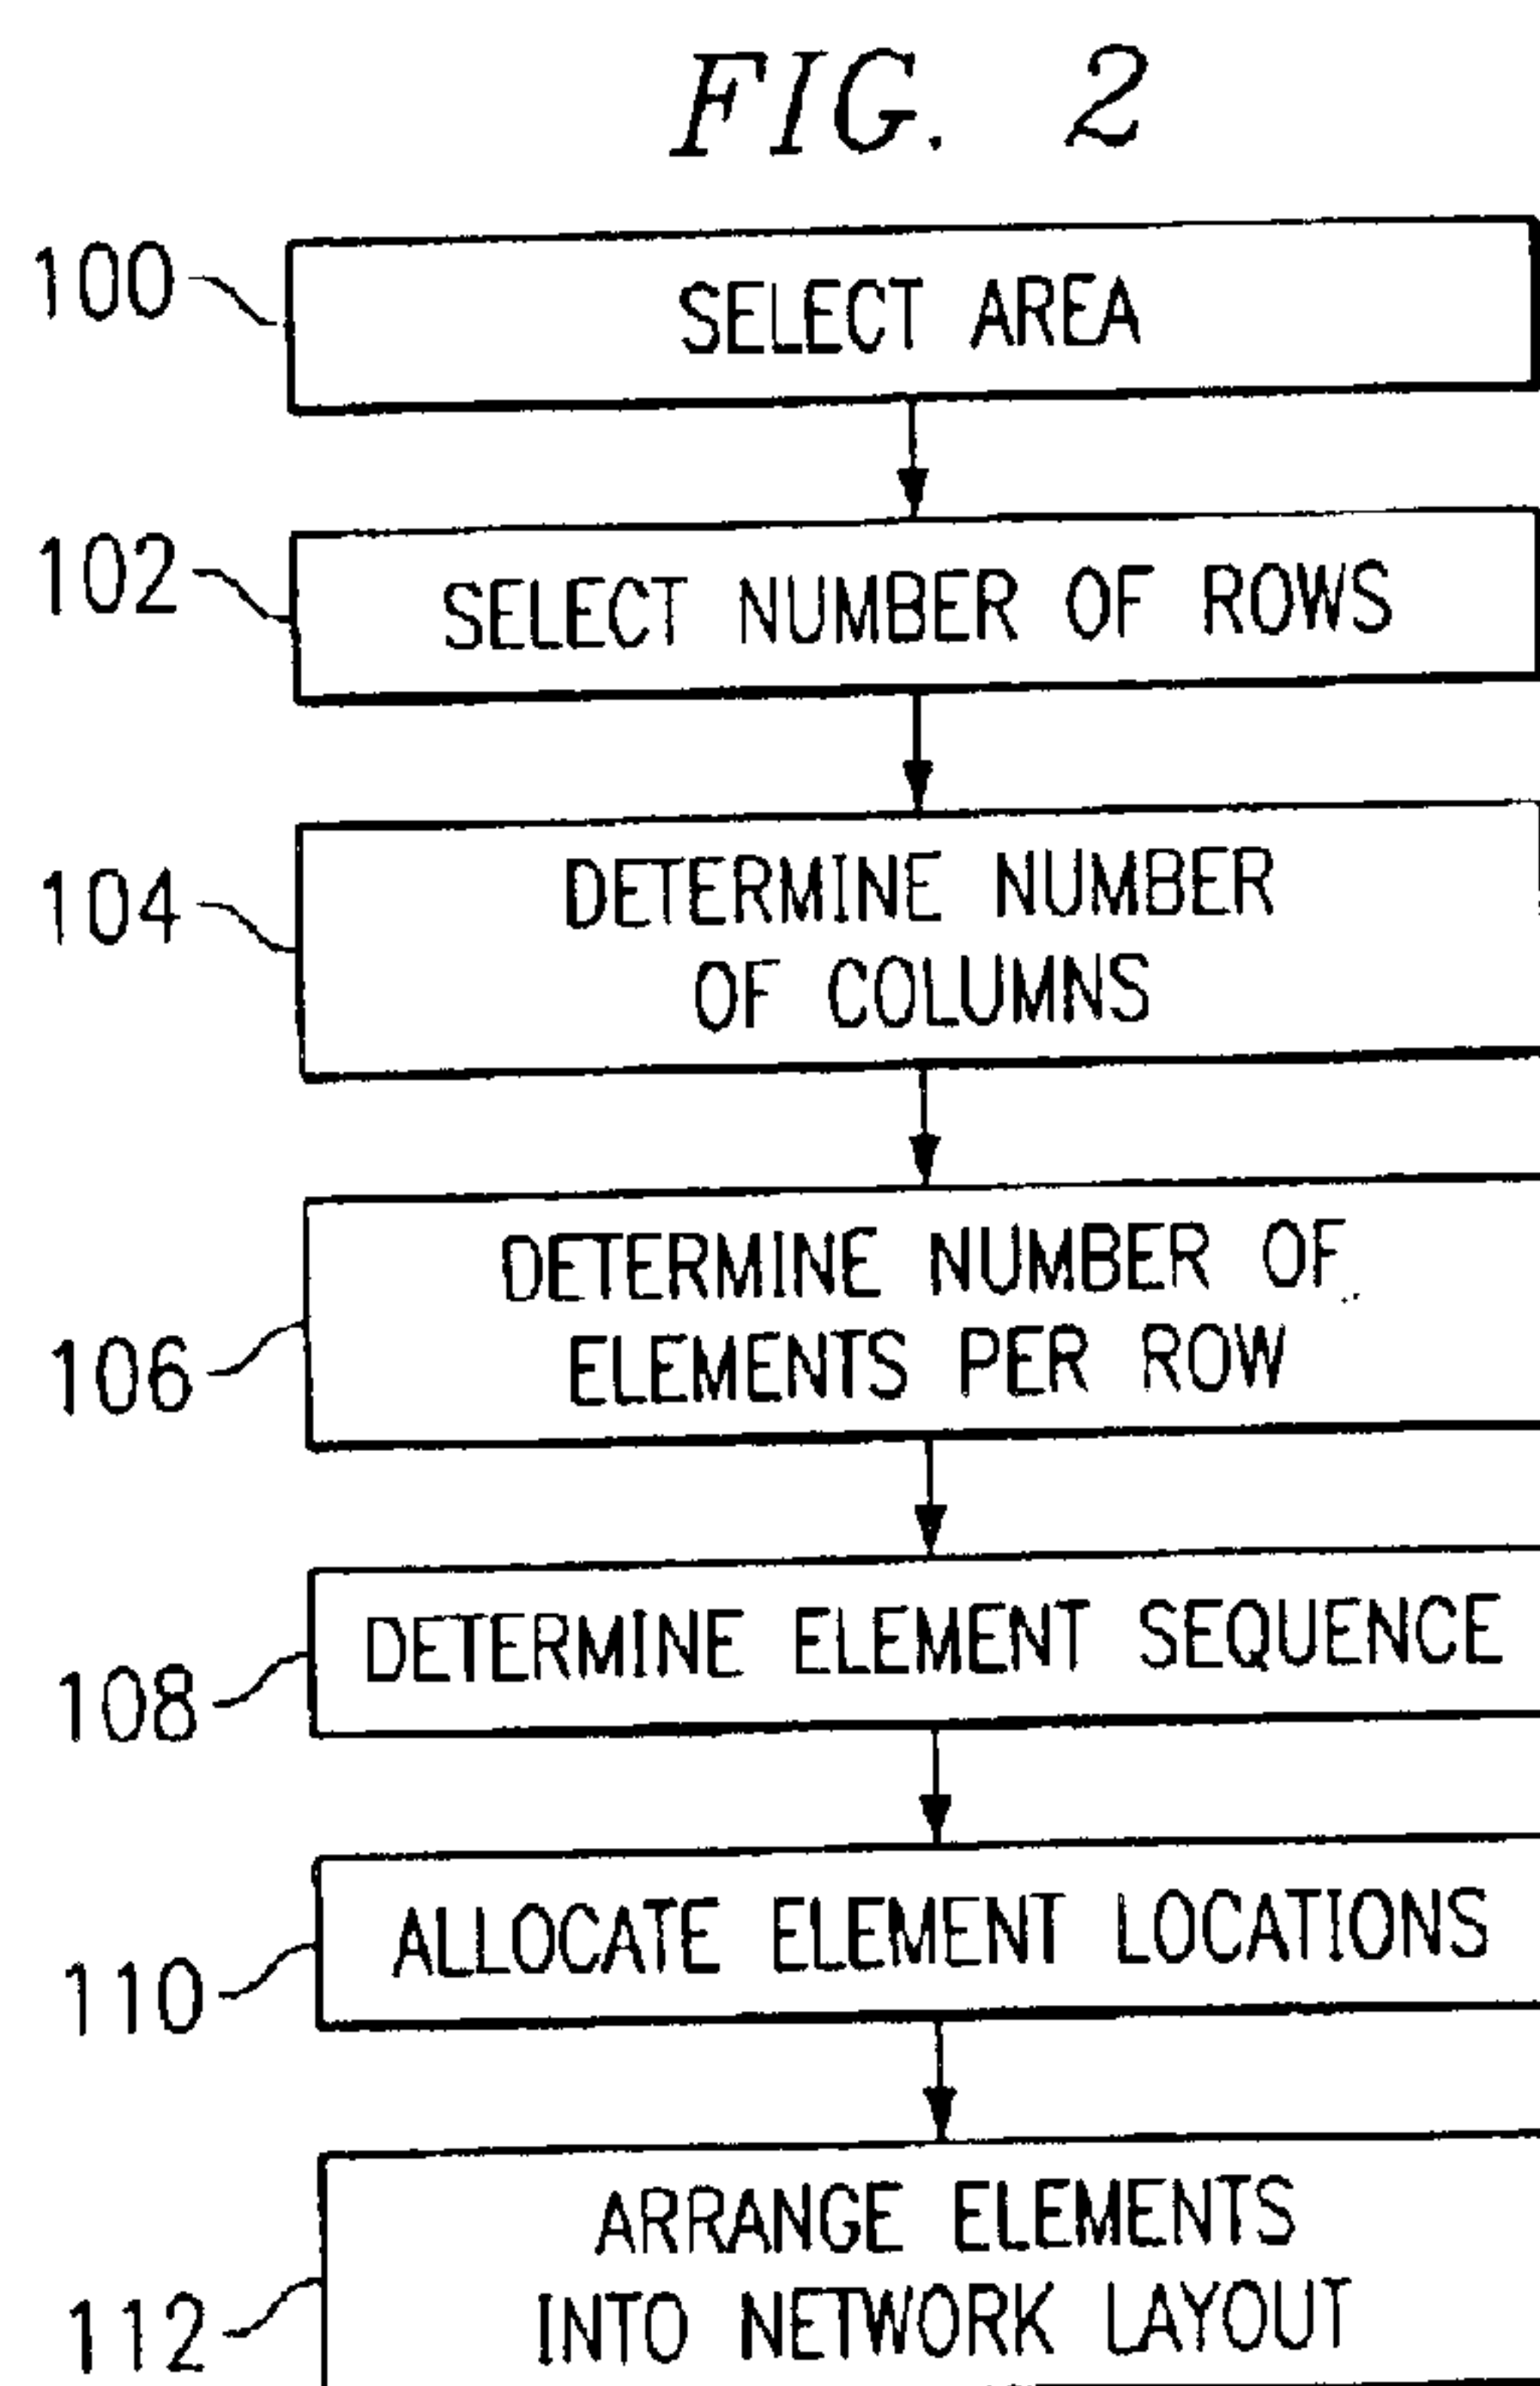 FIG. 2
100
SELECT AREA
102
SELECT NUMBER OF ROWS
104
DETERMINE NUMBER
OF COLUMNS
106
DETERMINE NUMBER OF
ELEMENTS PER ROW
108
DETERMINE ELEMENT SEQUENCE
110
ALLOCATE ELEMENT LOCATIONS
112
ARRANGE ELEMENTS
INTO NETWORK LAYOUT